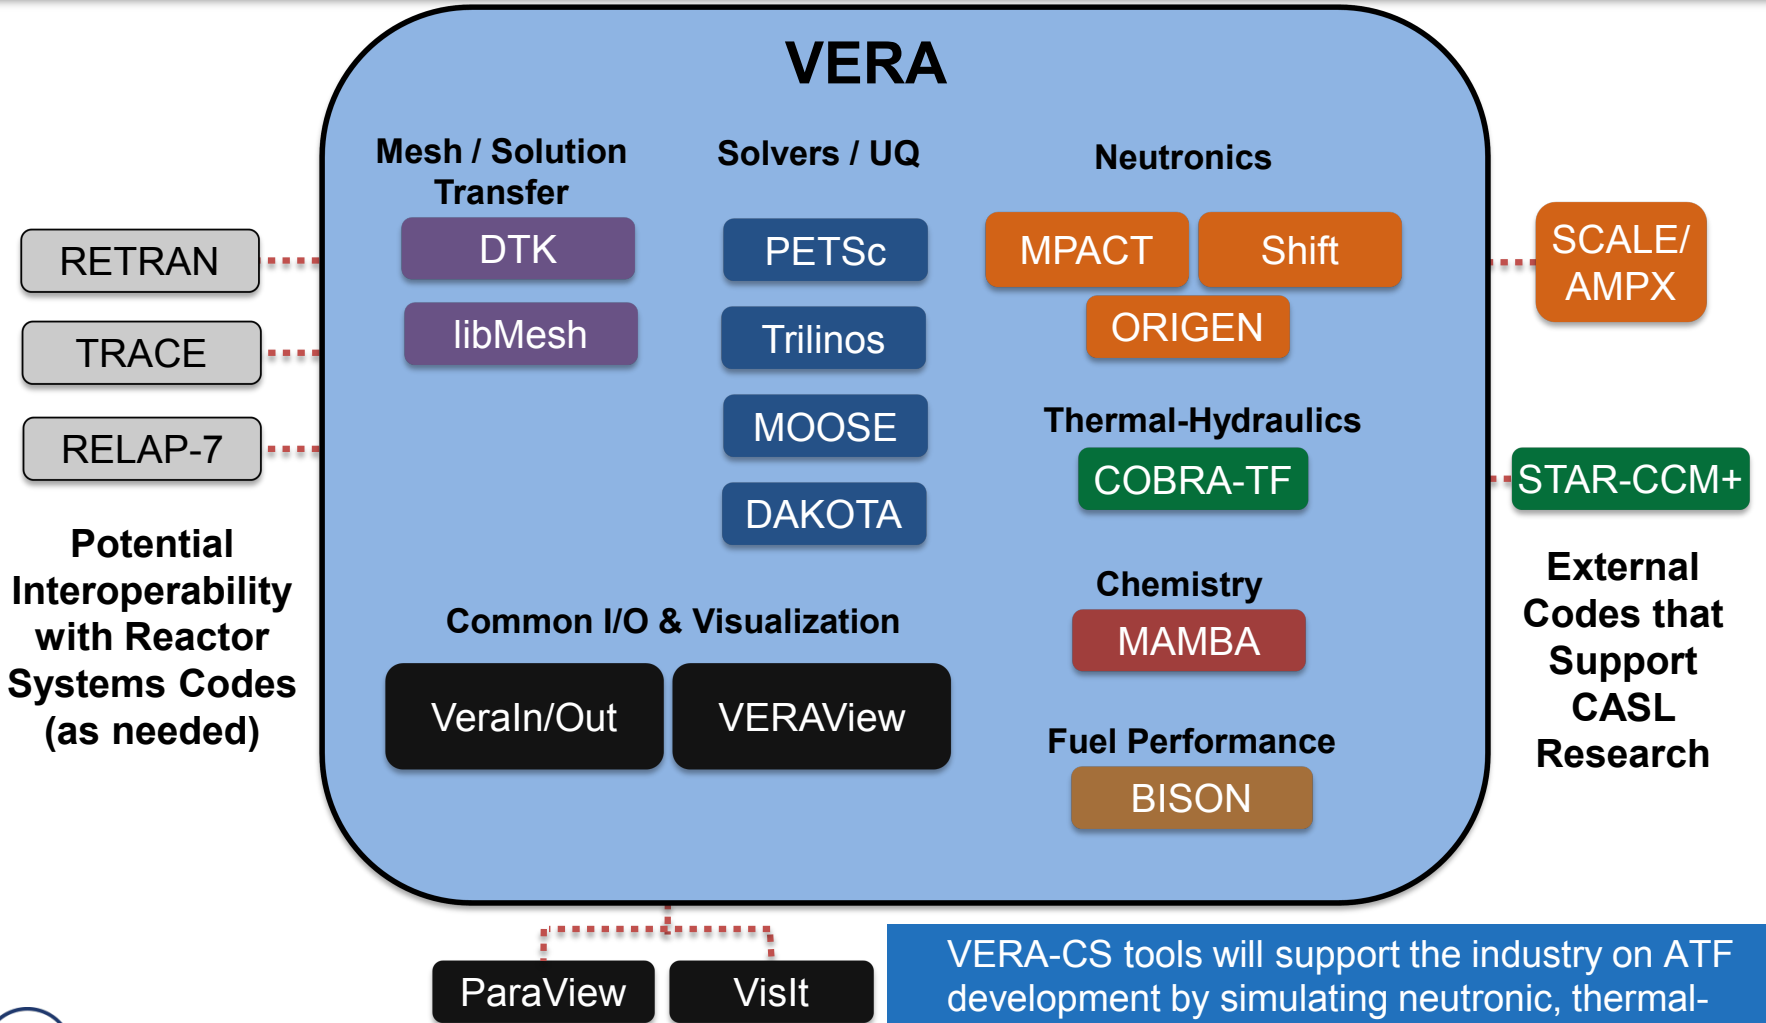 VERA
Mesh / Solution
Transfer
DTK
libMesh
Solvers / UQ
PETSc
Trilinos
MOOSE
DAKOTA
Neutronics
MPACT
Shift
ORIGEN
Thermal-Hydraulics
COBRA-TF
Chemistry
MAMBA
Fuel Performance
BISON
Common I/O & Visualization
VeraIn/Out
VERAView
RETRAN
TRACE
RELAP-7
Potential
Interoperability
with Reactor
Systems Codes
(as needed)
SCALE/
AMPX
STAR-CCM+
External
Codes that
Support
CASL
Research
ParaView
VisIt
VERA-CS tools will support the industry on ATF
development by simulating neutronic, thermal-